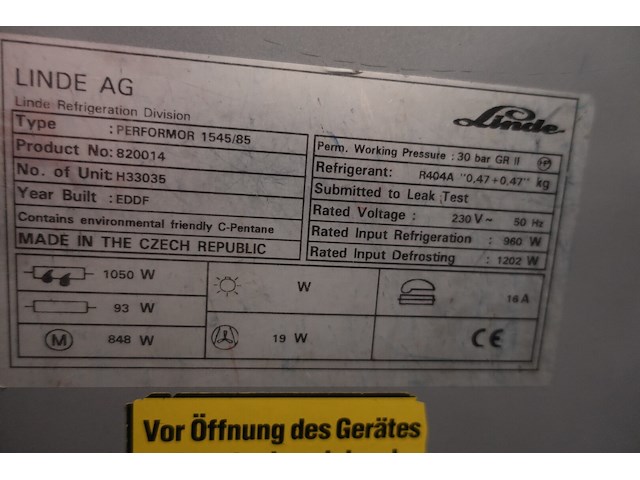 LINDE AG
Linde Refrigeration Division
Type : PERFORMOR 1545/85
Product No: 820014
No. of Unit: H33035
Year Built : EDDF
Contains environmental friendly C-Pentane
MADE IN THE CZECH REPUBLIC
Linde
Perm. Working Pressure : 30 bar GR II
Refrigerant: R404A "0.47+0.47" kg
Submitted to Leak Test
Rated Voltage : 230 V~ 50 Hz
Rated Input Refrigeration : 960 W
Rated Input Defrosting : 1202 W
1050 W
W
16 A
93 W
M 848 W
19 W
CE
Vor Öffnung des Gerätes